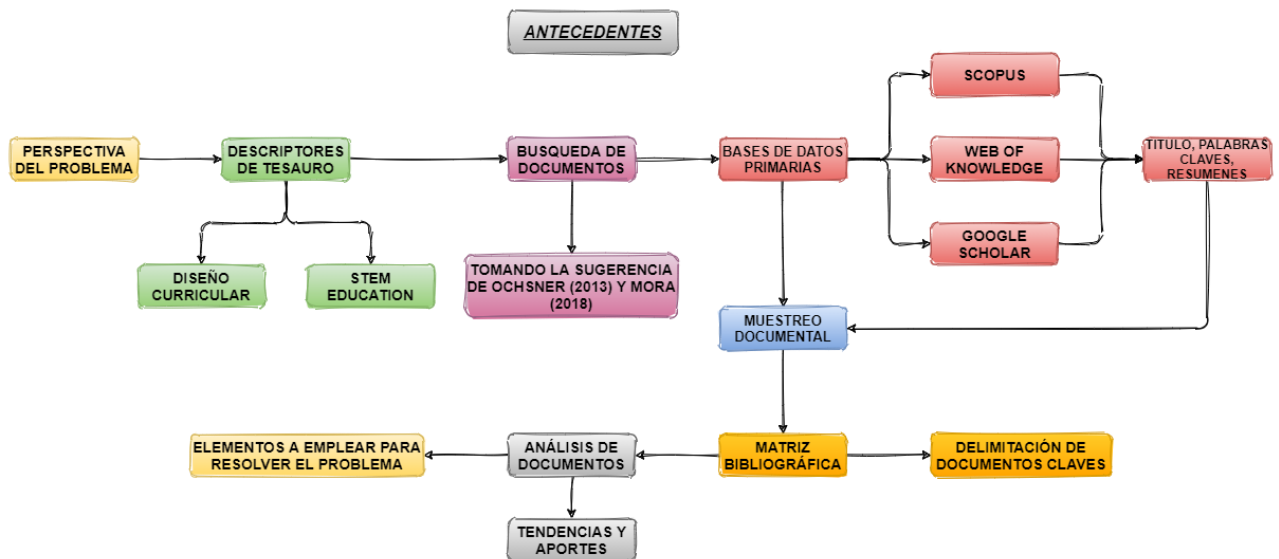 ANTECEDENTES
PERSPECTIVA
DEL PROBLEMA
DESCRIPTORES
DE TESAURO
DISEÑO
CURRICULAR
STEM
EDUCATION
BUSQUEDA DE
DOCUMENTOS
TOMANDO LA SUGERENCIA
DE OCHSNER (2013) Y MORA
(2018)
BASES DE DATOS
PRIMARIAS
SCOPUS
WEB OF
KNOWLEDGE
GOOGLE
SCHOLAR
TITULO, PALABRAS
CLAVES,
RESUMENES
MUESTREO
DOCUMENTAL
MATRIZ
BIBLIOGRÁFICA
DELIMITACIÓN DE
DOCUMENTOS CLAVES
ANÁLISIS DE
DOCUMENTOS
ELEMENTOS A EMPLEAR PARA
RESOLVER EL PROBLEMA
TENDENCIAS Y
APORTES